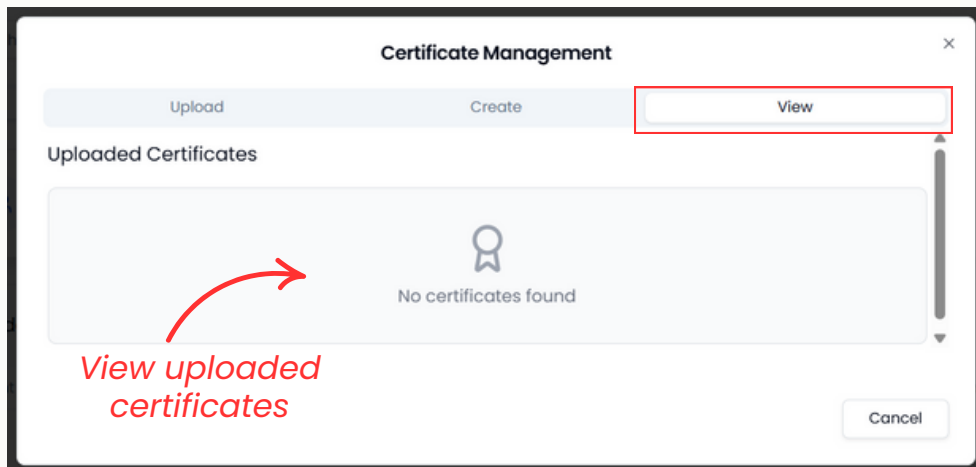 Certificate Management
Upload
Create
View
Uploaded Certificates
No certificates found
View uploaded
certificates
Cancel